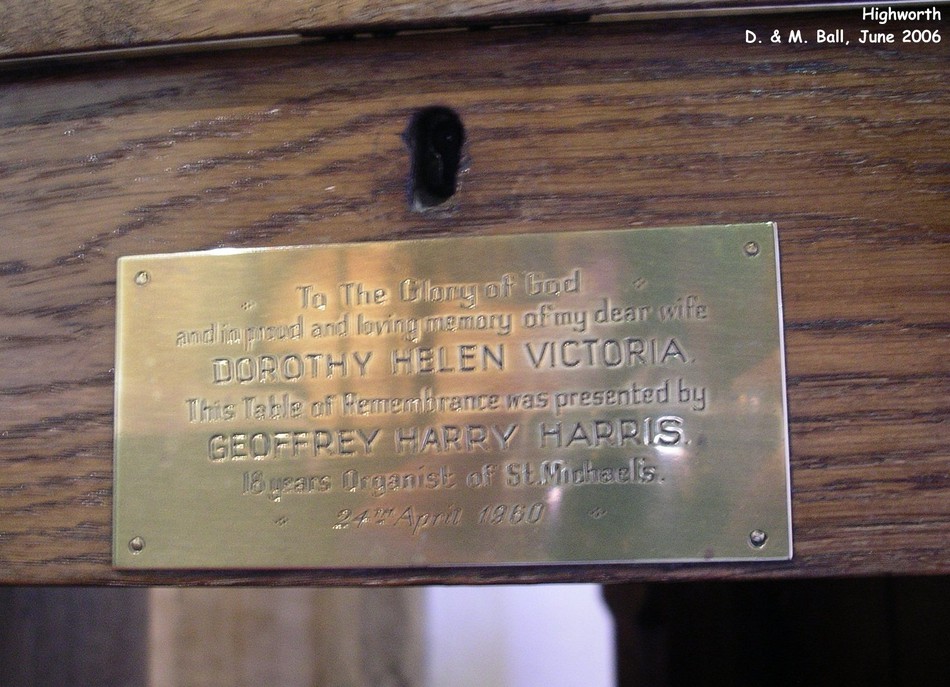 Highworth
D. & M. Ball, June 2006
To The Glory of God
and in proud and loving memory of my dear wife
DOROTHY HELEN VICTORIA.
This Table of Remembrance was presented by
GEOFFREY HARRY HARRIS.
18 years Organist of St. Michael's.
24TH April 1960